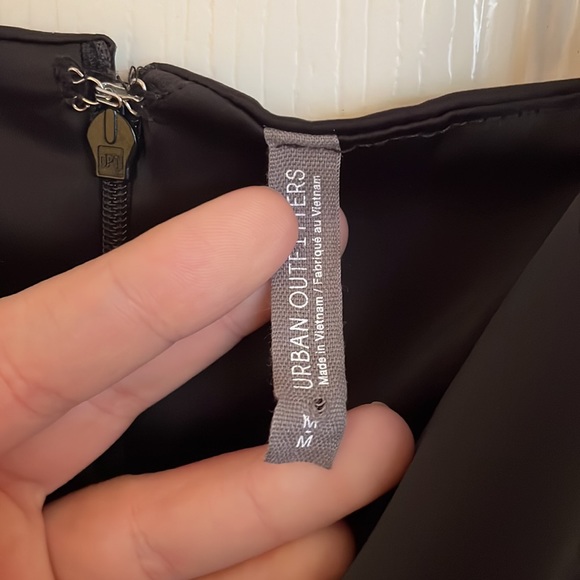 URBAN OUTFITTERS
Made in Vietnam / Fabriqué au Vietnam
M-M